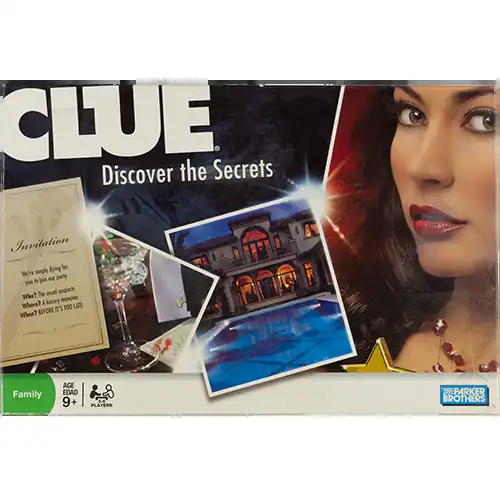 CLUE®
Discover the Secrets
Invitation
We're simply dying for
you to join our party
Who? The usual suspects
Where? A luxury mansion
When? BEFORE IT'S TOO LATE
Family
AGE
EDAD
9+
PLAYERS
PARKER
BROTHERS